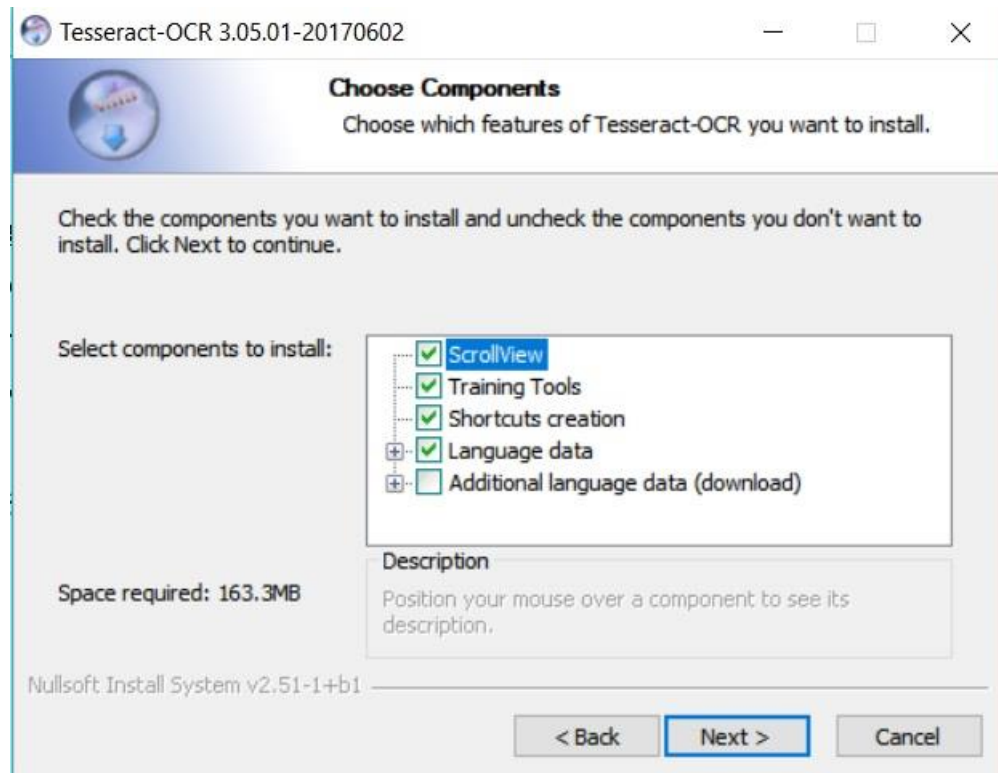 Tesseract-OCR 3.05.01-20170602
Choose Components
Choose which features of Tesseract-OCR you want to install.
Check the components you want to install and uncheck the components you don't want to
install. Click Next to continue.
Select components to install:
ScrollView
Training Tools
Shortcuts creation
Language data
Additional language data (download)
Space required: 163.3MB
Description
Position your mouse over a component to see its
description.
Nullsoft Install System v2.51-1+b1
< Back
Next >
Cancel